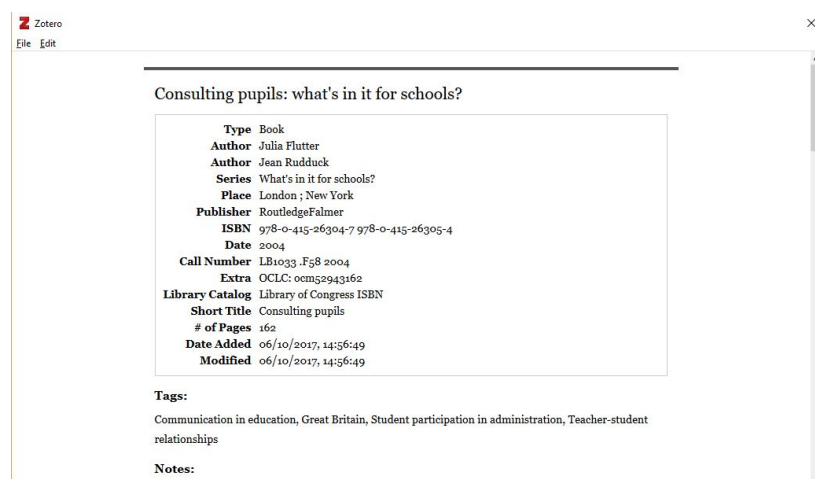 Zotero
File Edit
Consulting pupils: what's in it for schools?
Type Book
Author Julia Flutter
Author Jean Rudduck
Series What's in it for schools?
Place London ; New York
Publisher RoutledgeFalmer
ISBN 978-0-415-26304-7 978-0-415-26305-4
Date 2004
Call Number LB1033 .F58 2004
Extra OCLC: ocm52943162
Library Catalog Library of Congress ISBN
Short Title Consulting pupils
# of Pages 162
Date Added 06/10/2017, 14:56:49
Modified 06/10/2017, 14:56:49
Tags:
Communication in education, Great Britain, Student participation in administration, Teacher-student
relationships
Notes: